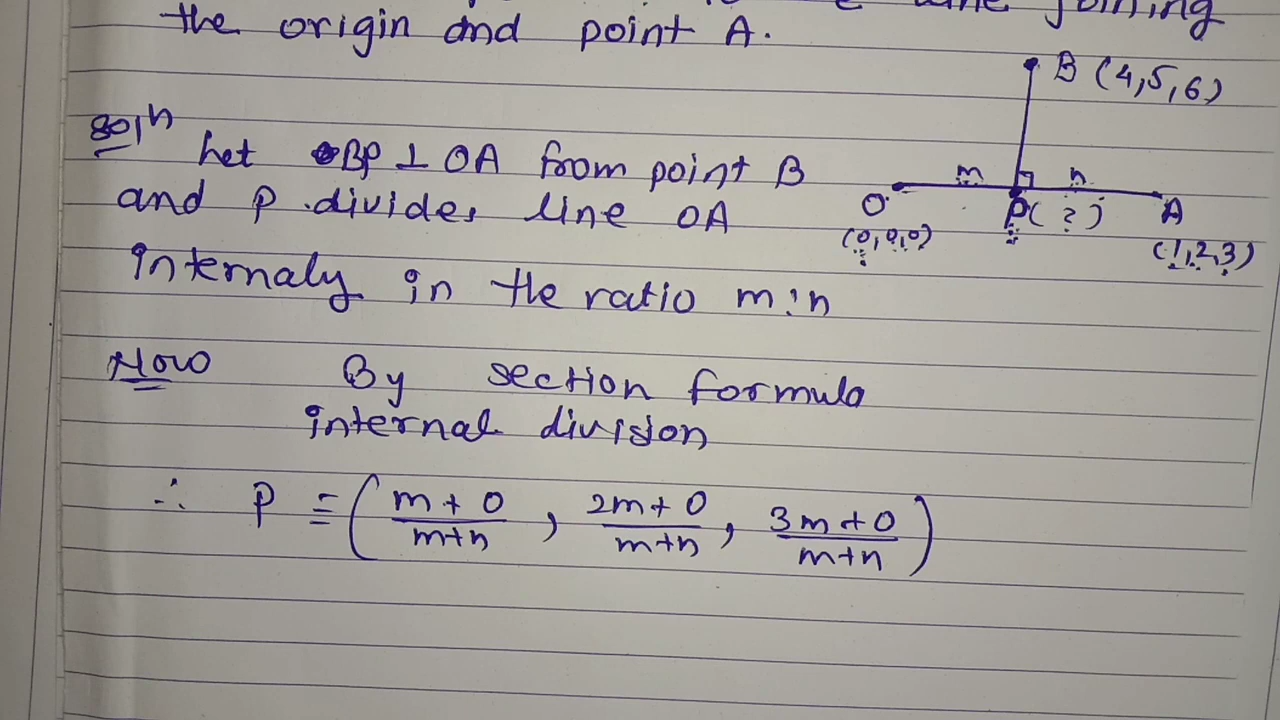 line joining
the origin and point A.
B (4,5,6)
Soln
Let BP ⊥ OA from point B
and P divides line OA
m n
O P( ? ) A
(0,0,0) (1,2,3)
internaly in the ratio m:n
Now By section formula
internal division
∴ P ≡ ( m+0/m+n , 2m+0/m+n , 3m+0/m+n )